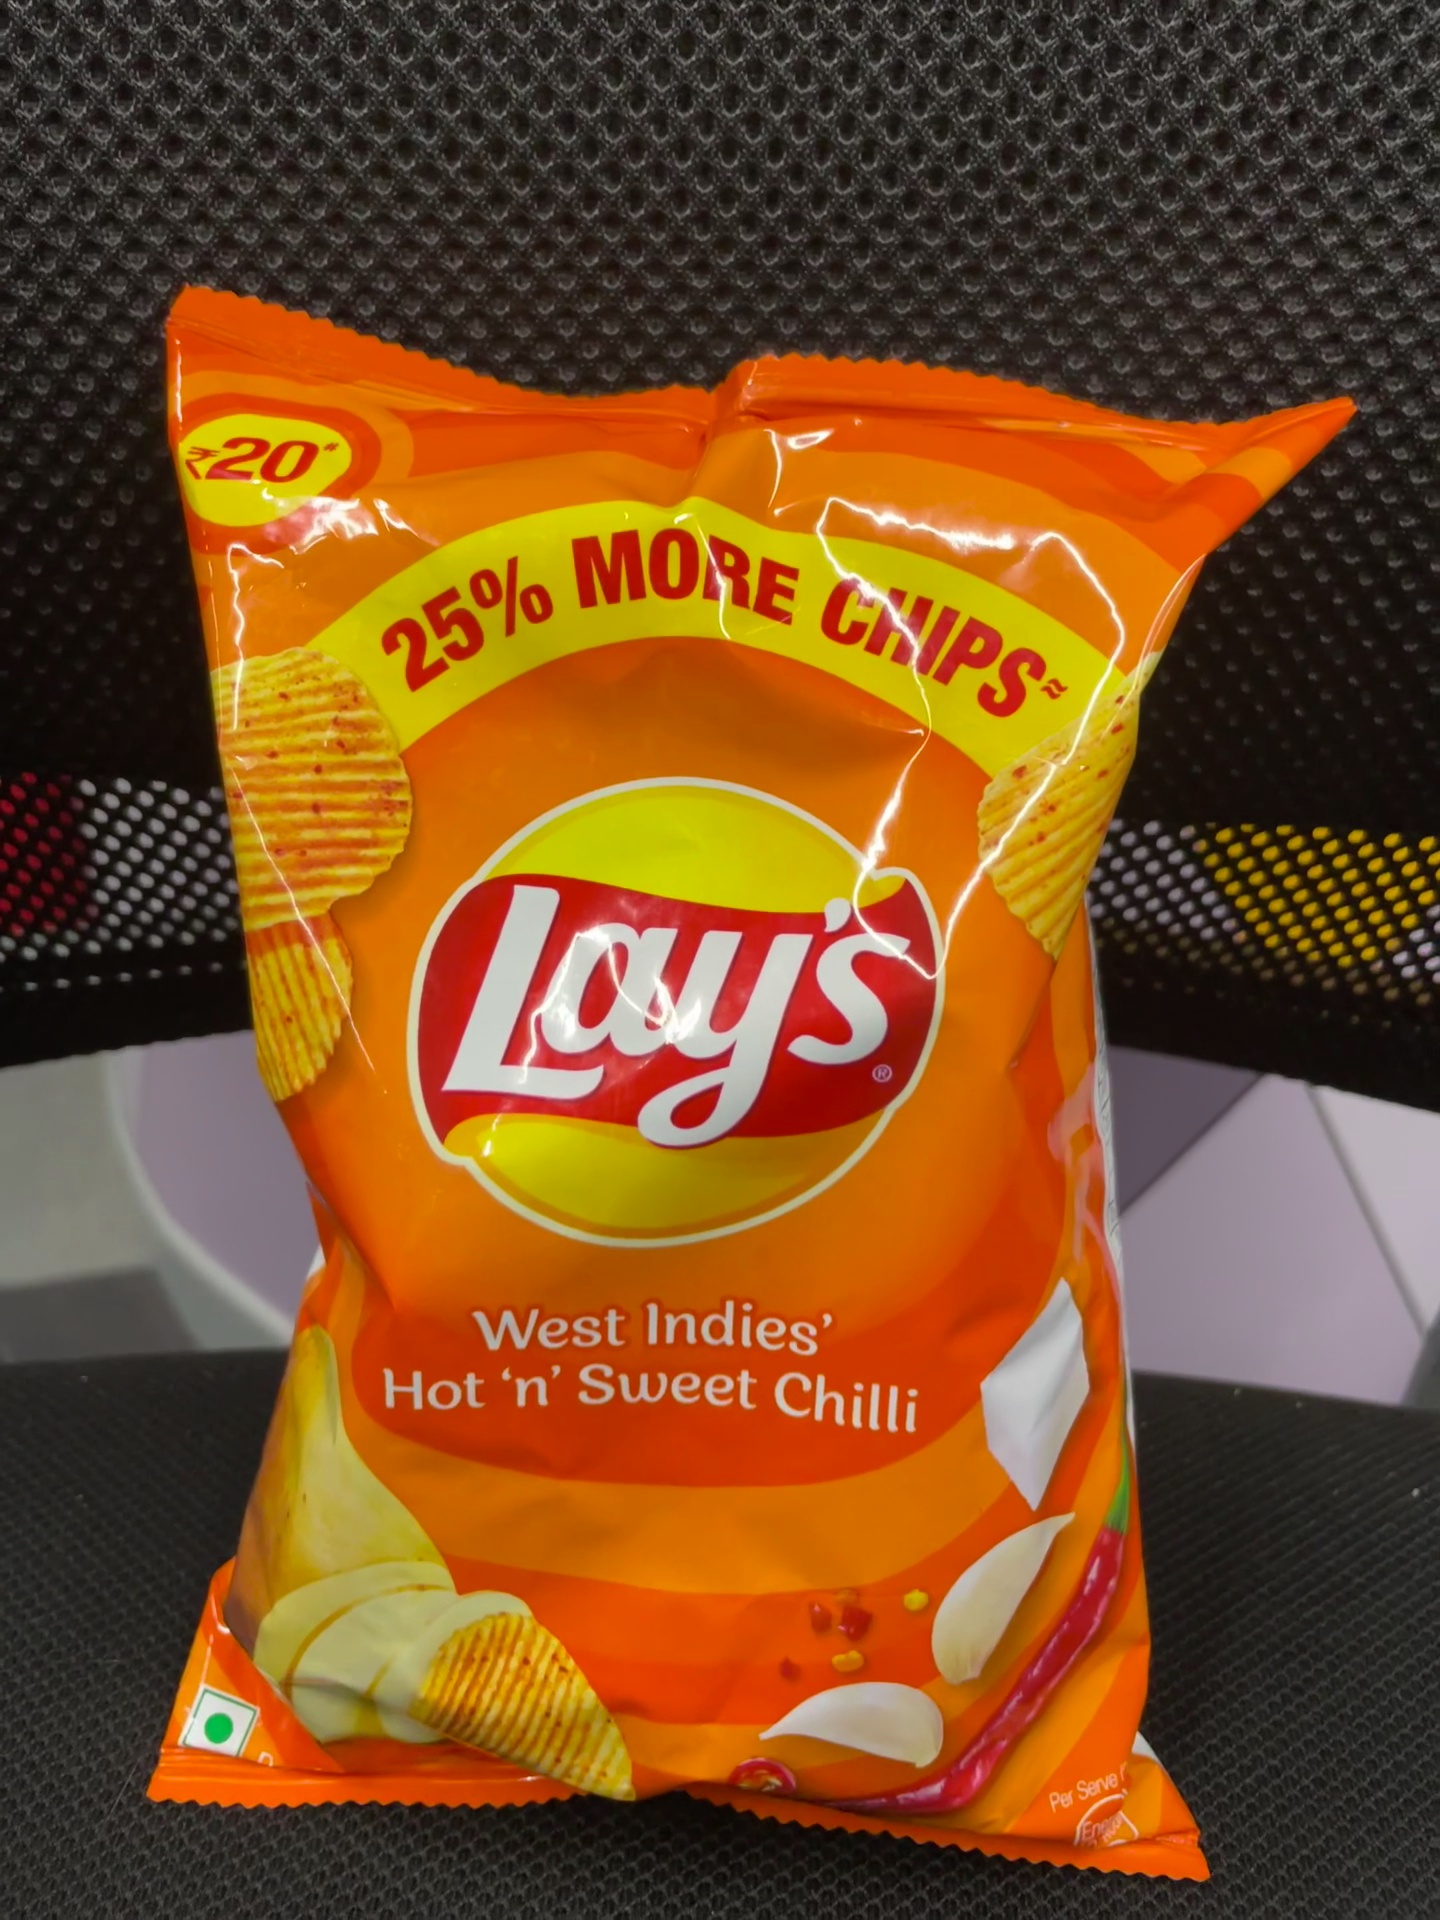 ₹20*
25% MORE CHIPS≈
Lay's
®
West Indies'
Hot 'n' Sweet Chilli
Per Serve